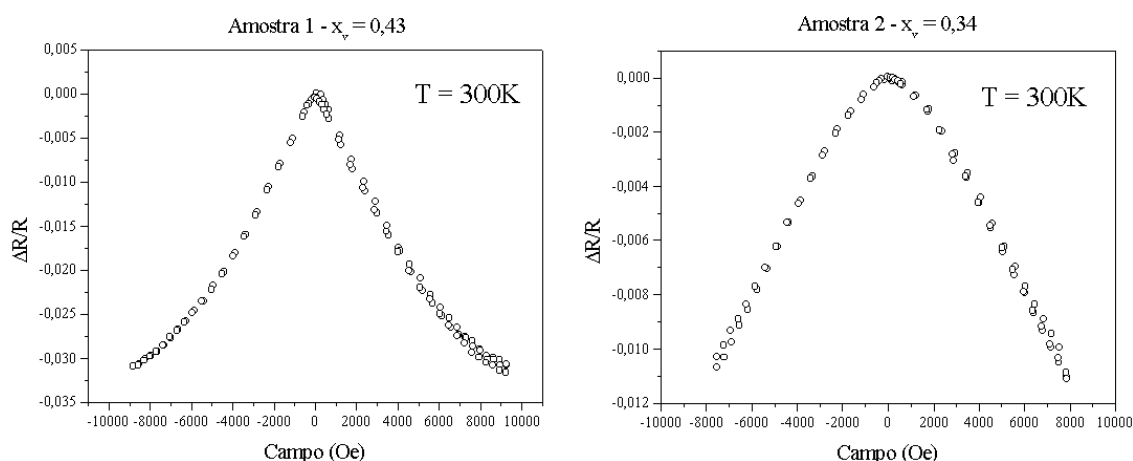 Amostra 1 - xᵥ = 0,43
0,005
0,000
-0,005
-0,010
-0,015
-0,020
-0,025
-0,030
-0,035
ΔR/R
T = 300K
-10000 -8000 -6000 -4000 -2000 0 2000 4000 6000 8000 10000
Campo (Oe)
Amostra 2 - xᵥ = 0,34
0,000
-0,002
-0,004
-0,006
-0,008
-0,010
-0,012
ΔR/R
T = 300K
-10000 -8000 -6000 -4000 -2000 0 2000 4000 6000 8000 10000
Campo (Oe)